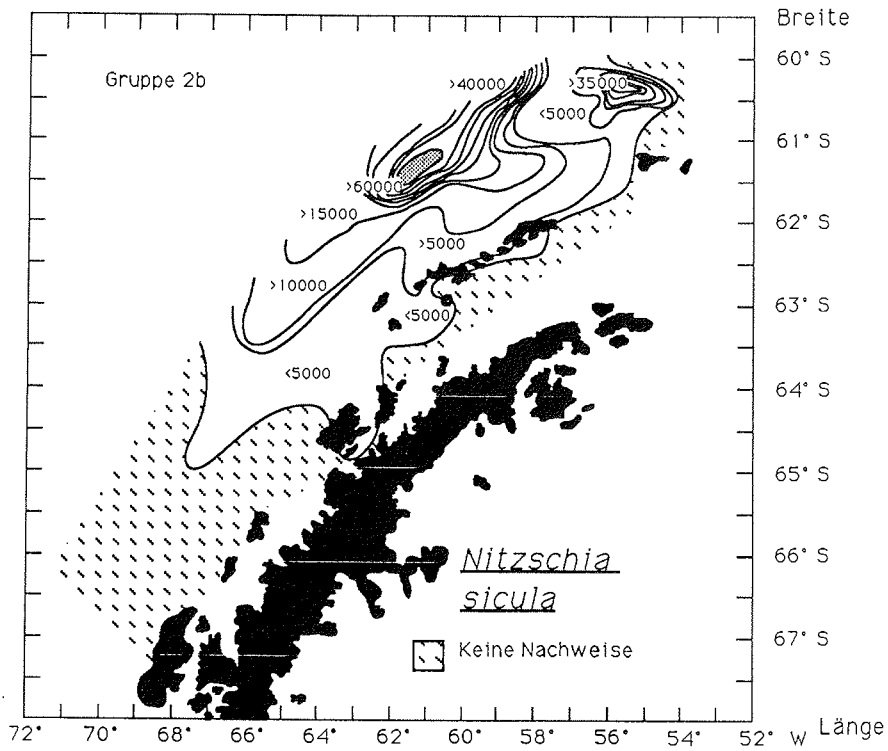 Breite
60° S
Gruppe 2b
>40000
>35000
<5000
61° S
>60000
>15000
62° S
>5000
>10000
63° S
<5000
<5000
64° S
65° S
66° S
Nitzschia
sicula
67° S
Keine Nachweise
72° 70° 68° 66° 64° 62° 60° 58° 56° 54° 52° W Länge